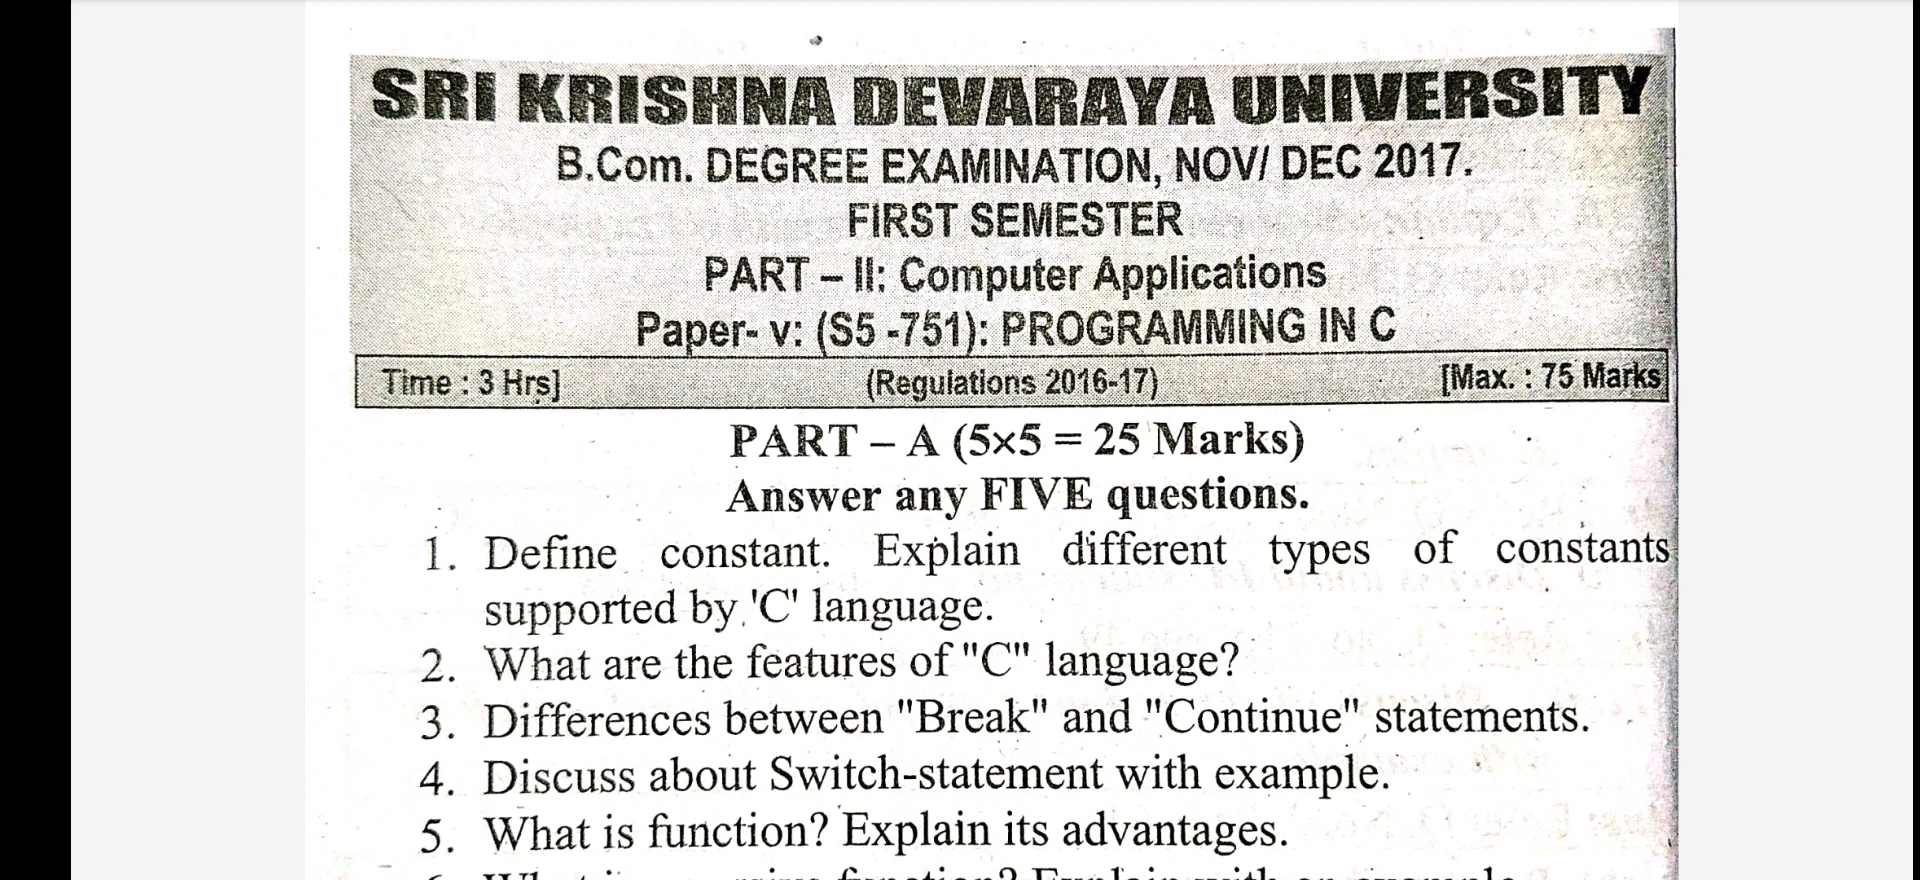 SRI KRISHNA DEVARAYA UNIVERSITY
B.Com. DEGREE EXAMINATION, NOV/ DEC 2017.
FIRST SEMESTER
PART – II: Computer Applications
Paper- v: (S5 -751): PROGRAMMING IN C
Time : 3 Hrs] (Regulations 2016-17) [Max. : 75 Marks
PART – A (5×5 = 25 Marks)
Answer any FIVE questions.
1. Define constant. Explain different types of constants
supported by 'C' language.
2. What are the features of "C" language?
3. Differences between "Break" and "Continue" statements.
4. Discuss about Switch-statement with example.
5. What is function? Explain its advantages.